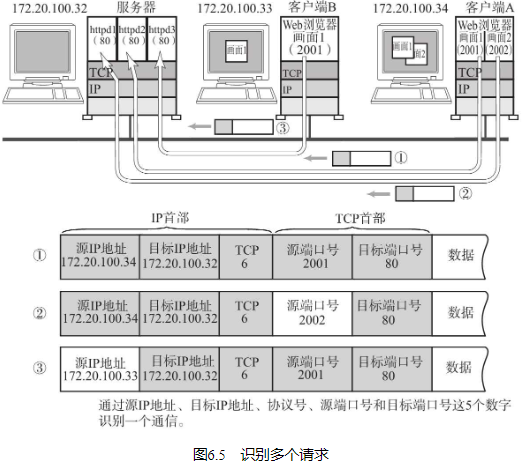 172.20.100.32 服务器 172.20.100.33 客户端B 172.20.100.34 客户端A
httpd1 httpd2 httpd3
(80) (80) (80)
画面1
Web浏览器
画面1
(2001)
画面1
画面2
Web浏览器
画面1 画面2
(2001) (2002)
TCP TCP TCP
IP IP IP
③
①
②
IP首部 TCP首部
① 源IP地址 172.20.100.34 目标IP地址 172.20.100.32 TCP 6 源端口号 2001 目标端口号 80 数据
② 源IP地址 172.20.100.34 目标IP地址 172.20.100.32 TCP 6 源端口号 2002 目标端口号 80 数据
③ 源IP地址 172.20.100.33 目标IP地址 172.20.100.32 TCP 6 源端口号 2001 目标端口号 80 数据
通过源IP地址、目标IP地址、协议号、源端口号和目标端口号这5个数字
识别一个通信。
图6.5 识别多个请求